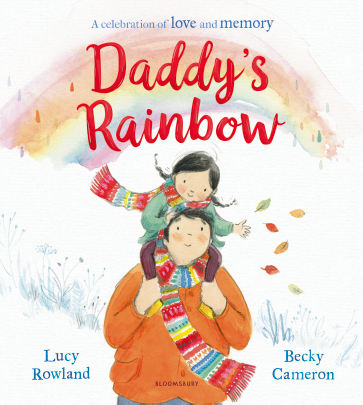 A celebration of love and memory
Daddy's
Rainbow
Lucy
Rowland
Becky
Cameron
BLOOMSBURY